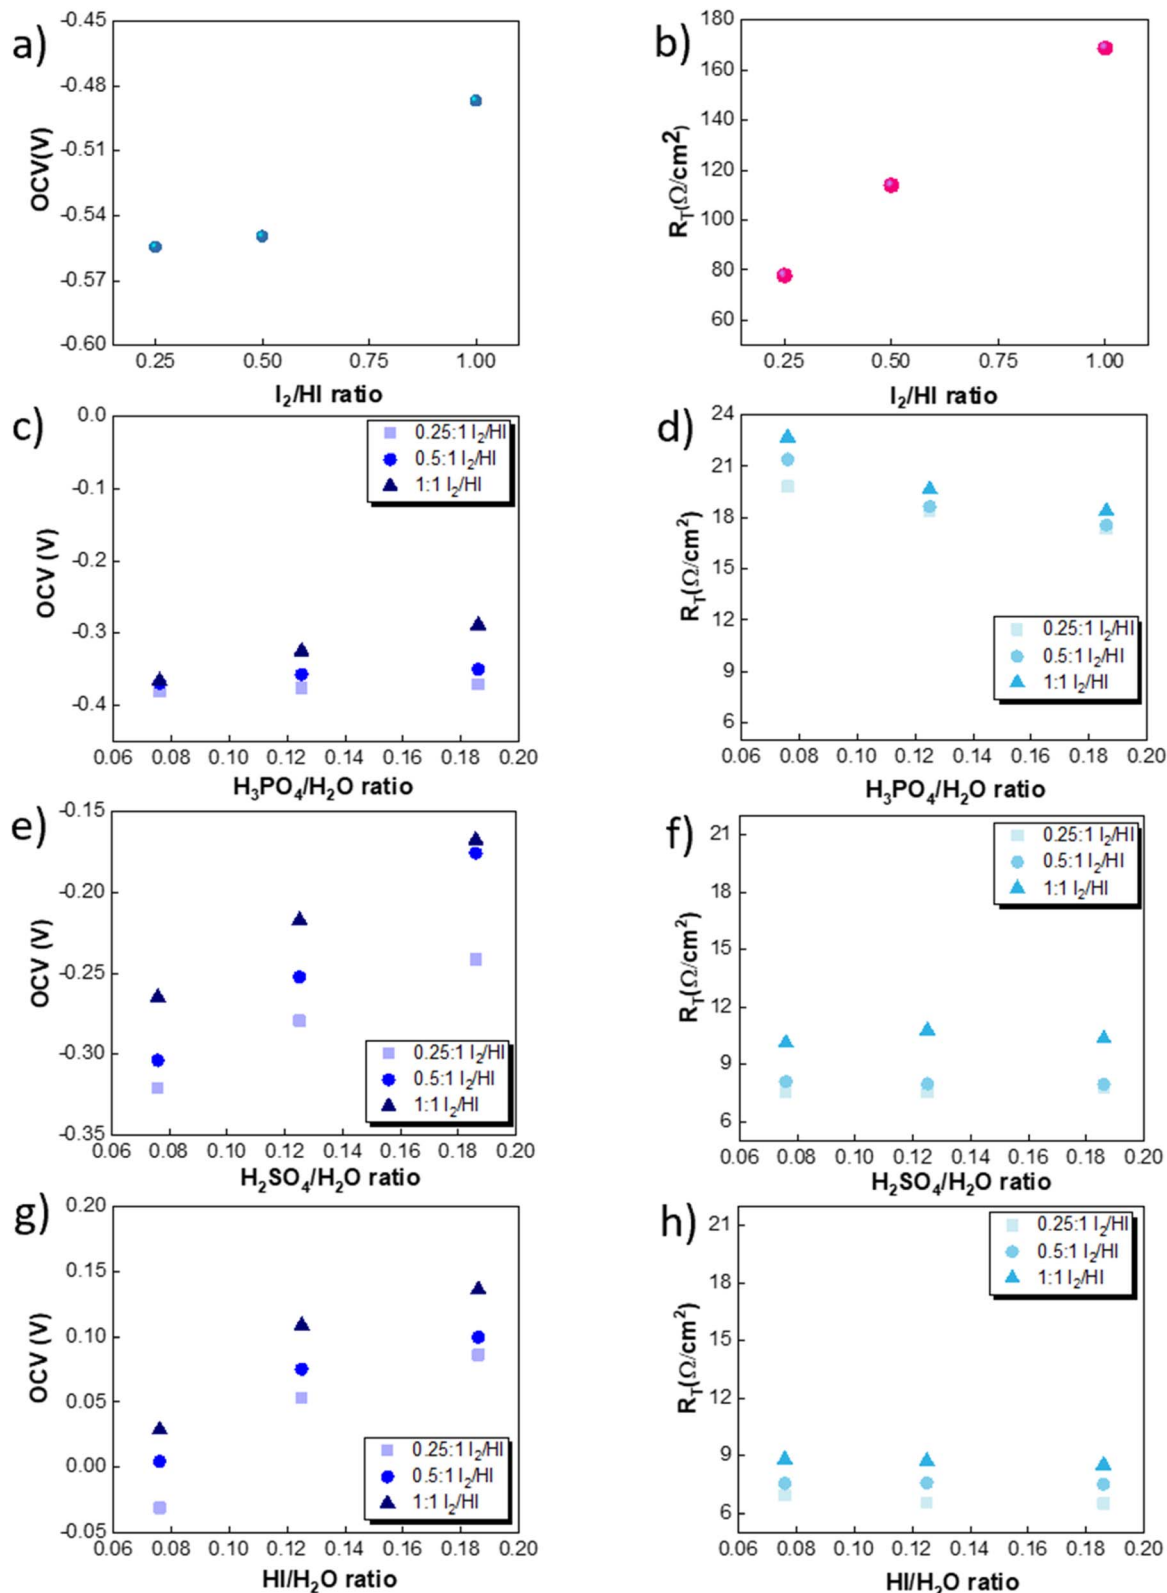 a)
-0.45
-0.48
-0.51
-0.54
-0.57
-0.60
OCV(V)
0.25 0.50 0.75 1.00
I₂/HI ratio
b)
180
160
140
120
100
80
60
R_T(Ω/cm²)
0.25 0.50 0.75 1.00
I₂/HI ratio
c)
0.0
-0.1
-0.2
-0.3
-0.4
OCV (V)
0.25:1 I₂/HI
0.5:1 I₂/HI
1:1 I₂/HI
0.06 0.08 0.10 0.12 0.14 0.16 0.18 0.20
H₃PO₄/H₂O ratio
d)
24
21
18
15
12
9
6
R_T(Ω/cm²)
0.25:1 I₂/HI
0.5:1 I₂/HI
1:1 I₂/HI
0.06 0.08 0.10 0.12 0.14 0.16 0.18 0.20
H₃PO₄/H₂O ratio
e)
-0.15
-0.20
-0.25
-0.30
-0.35
OCV (V)
0.25:1 I₂/HI
0.5:1 I₂/HI
1:1 I₂/HI
0.06 0.08 0.10 0.12 0.14 0.16 0.18 0.20
H₂SO₄/H₂O ratio
f)
21
18
15
12
9
6
R_T(Ω/cm²)
0.25:1 I₂/HI
0.5:1 I₂/HI
1:1 I₂/HI
0.06 0.08 0.10 0.12 0.14 0.16 0.18 0.20
H₂SO₄/H₂O ratio
g)
0.20
0.15
0.10
0.05
0.00
-0.05
OCV (V)
0.25:1 I₂/HI
0.5:1 I₂/HI
1:1 I₂/HI
0.06 0.08 0.10 0.12 0.14 0.16 0.18 0.20
HI/H₂O ratio
h)
21
18
15
12
9
6
R_T(Ω/cm²)
0.25:1 I₂/HI
0.5:1 I₂/HI
1:1 I₂/HI
0.06 0.08 0.10 0.12 0.14 0.16 0.18 0.20
HI/H₂O ratio